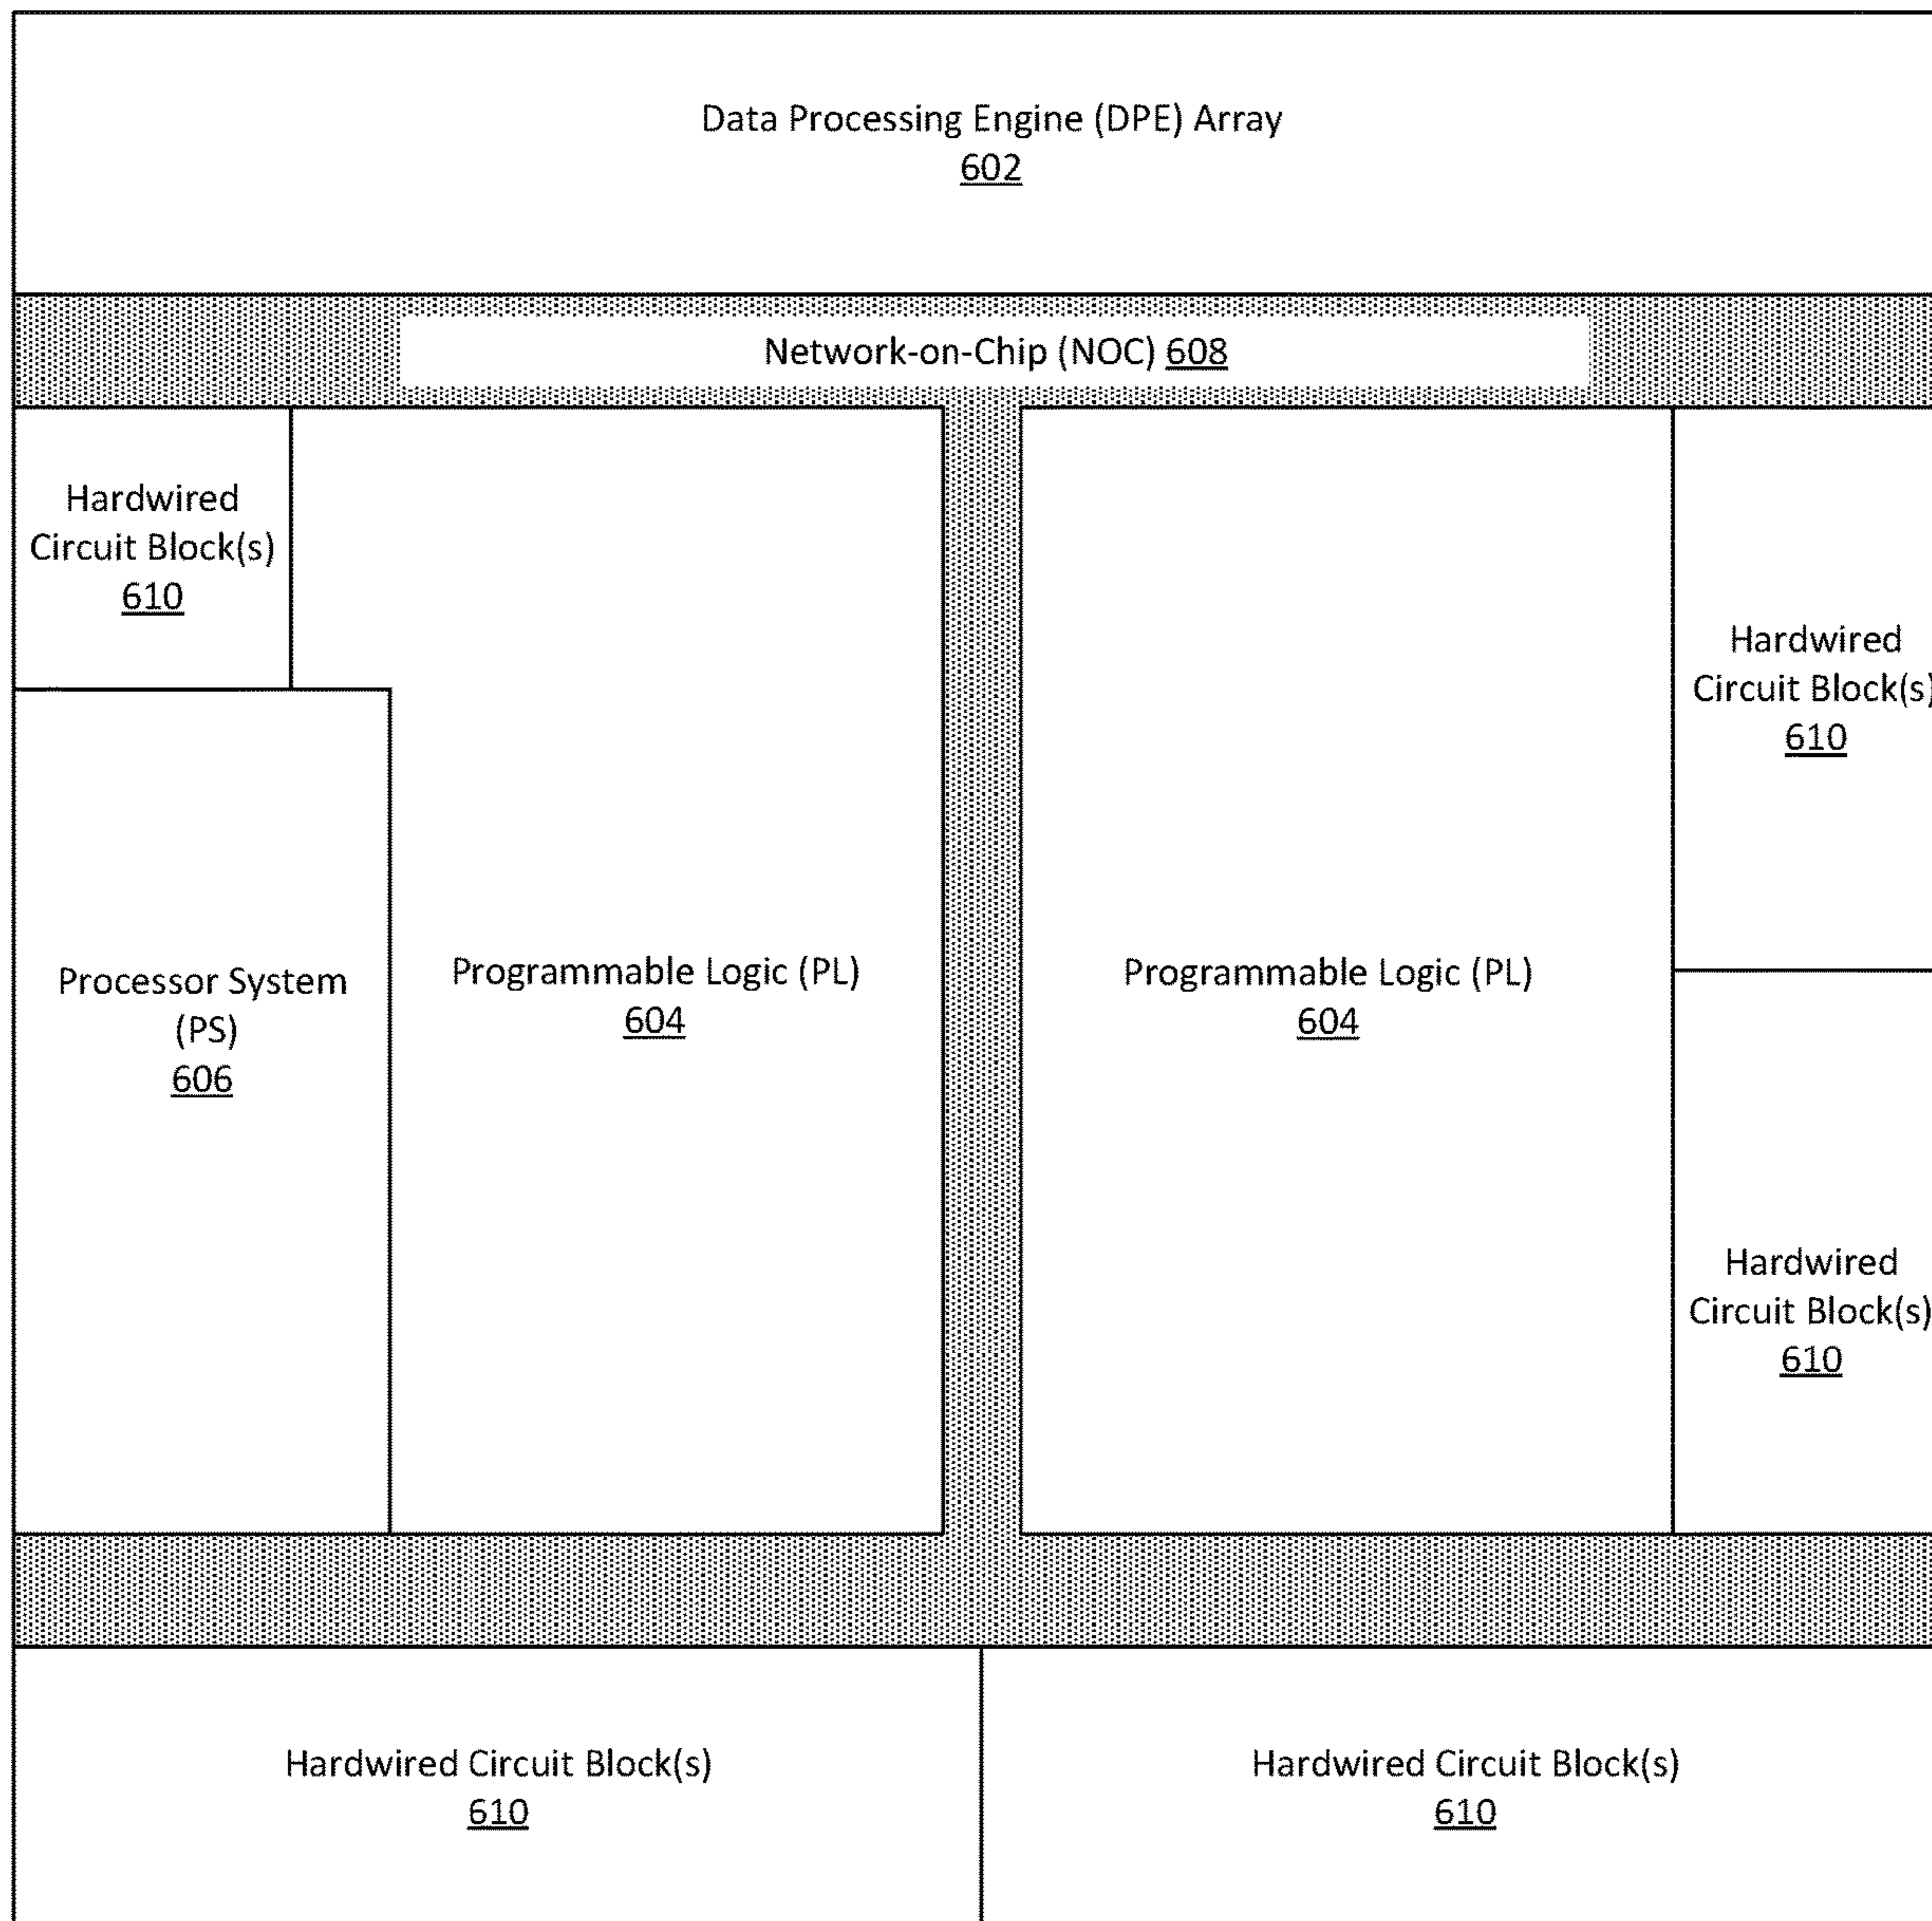 Data Processing Engine (DPE) Array
602
Network-on-Chip (NOC) 608
Hardwired
Circuit Block(s)
610
Hardwired
Circuit Block(s)
610
Processor System
(PS)
606
Programmable Logic (PL)
604
Programmable Logic (PL)
604
Hardwired
Circuit Block(s)
610
Hardwired Circuit Block(s)
610
Hardwired Circuit Block(s)
610